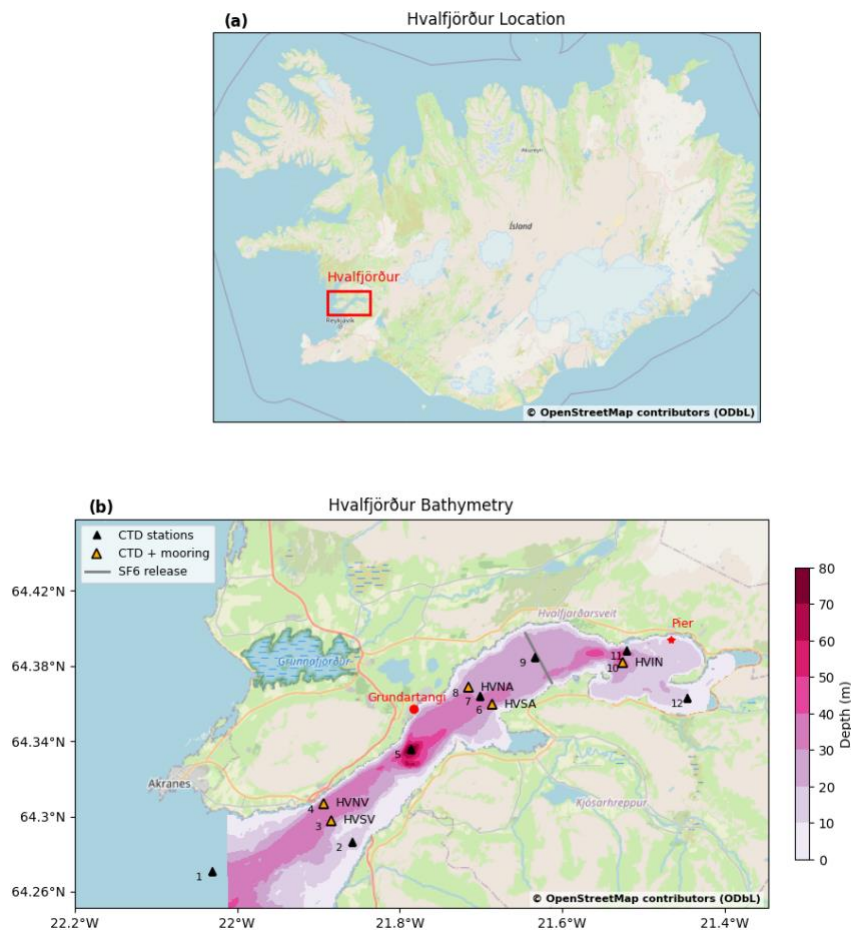 (a)
Hvalfjörður Location
Ísland
Hvalfjörður
Reykjavík
© OpenStreetMap contributors (ODbL)
(b)
Hvalfjörður Bathymetry
CTD stations
CTD + mooring
SF6 release
64.42°N
64.38°N
64.34°N
64.3°N
64.26°N
22.2°W
22°W
21.8°W
21.6°W
21.4°W
Hvalfjarðarsveit
Pier
Grunnafjörður
Grundartangi
Akranes
Kjósarhreppur
1
2
3
HVSV
4
HVNV
5
6
HVSA
7
8
HVNA
9
10
HVIN
11
12
© OpenStreetMap contributors (ODbL)
80
70
60
50
40
30
20
10
0
Depth (m)